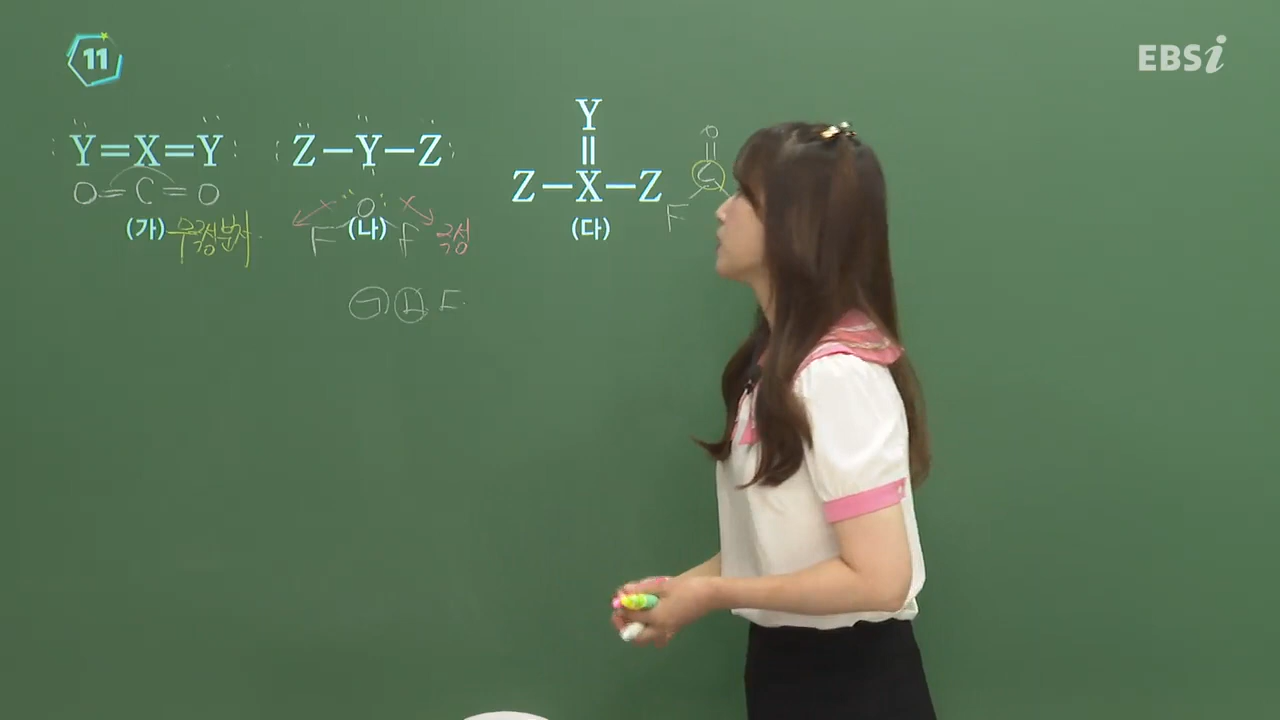 11
EBSi
Y=X=Y
O=C=O
(가) 무극성분자
Z-Y-Z
O
F (나) F 극성
ㄱ ㄴ F
Y
Z-X-Z
(다)
O
C
F